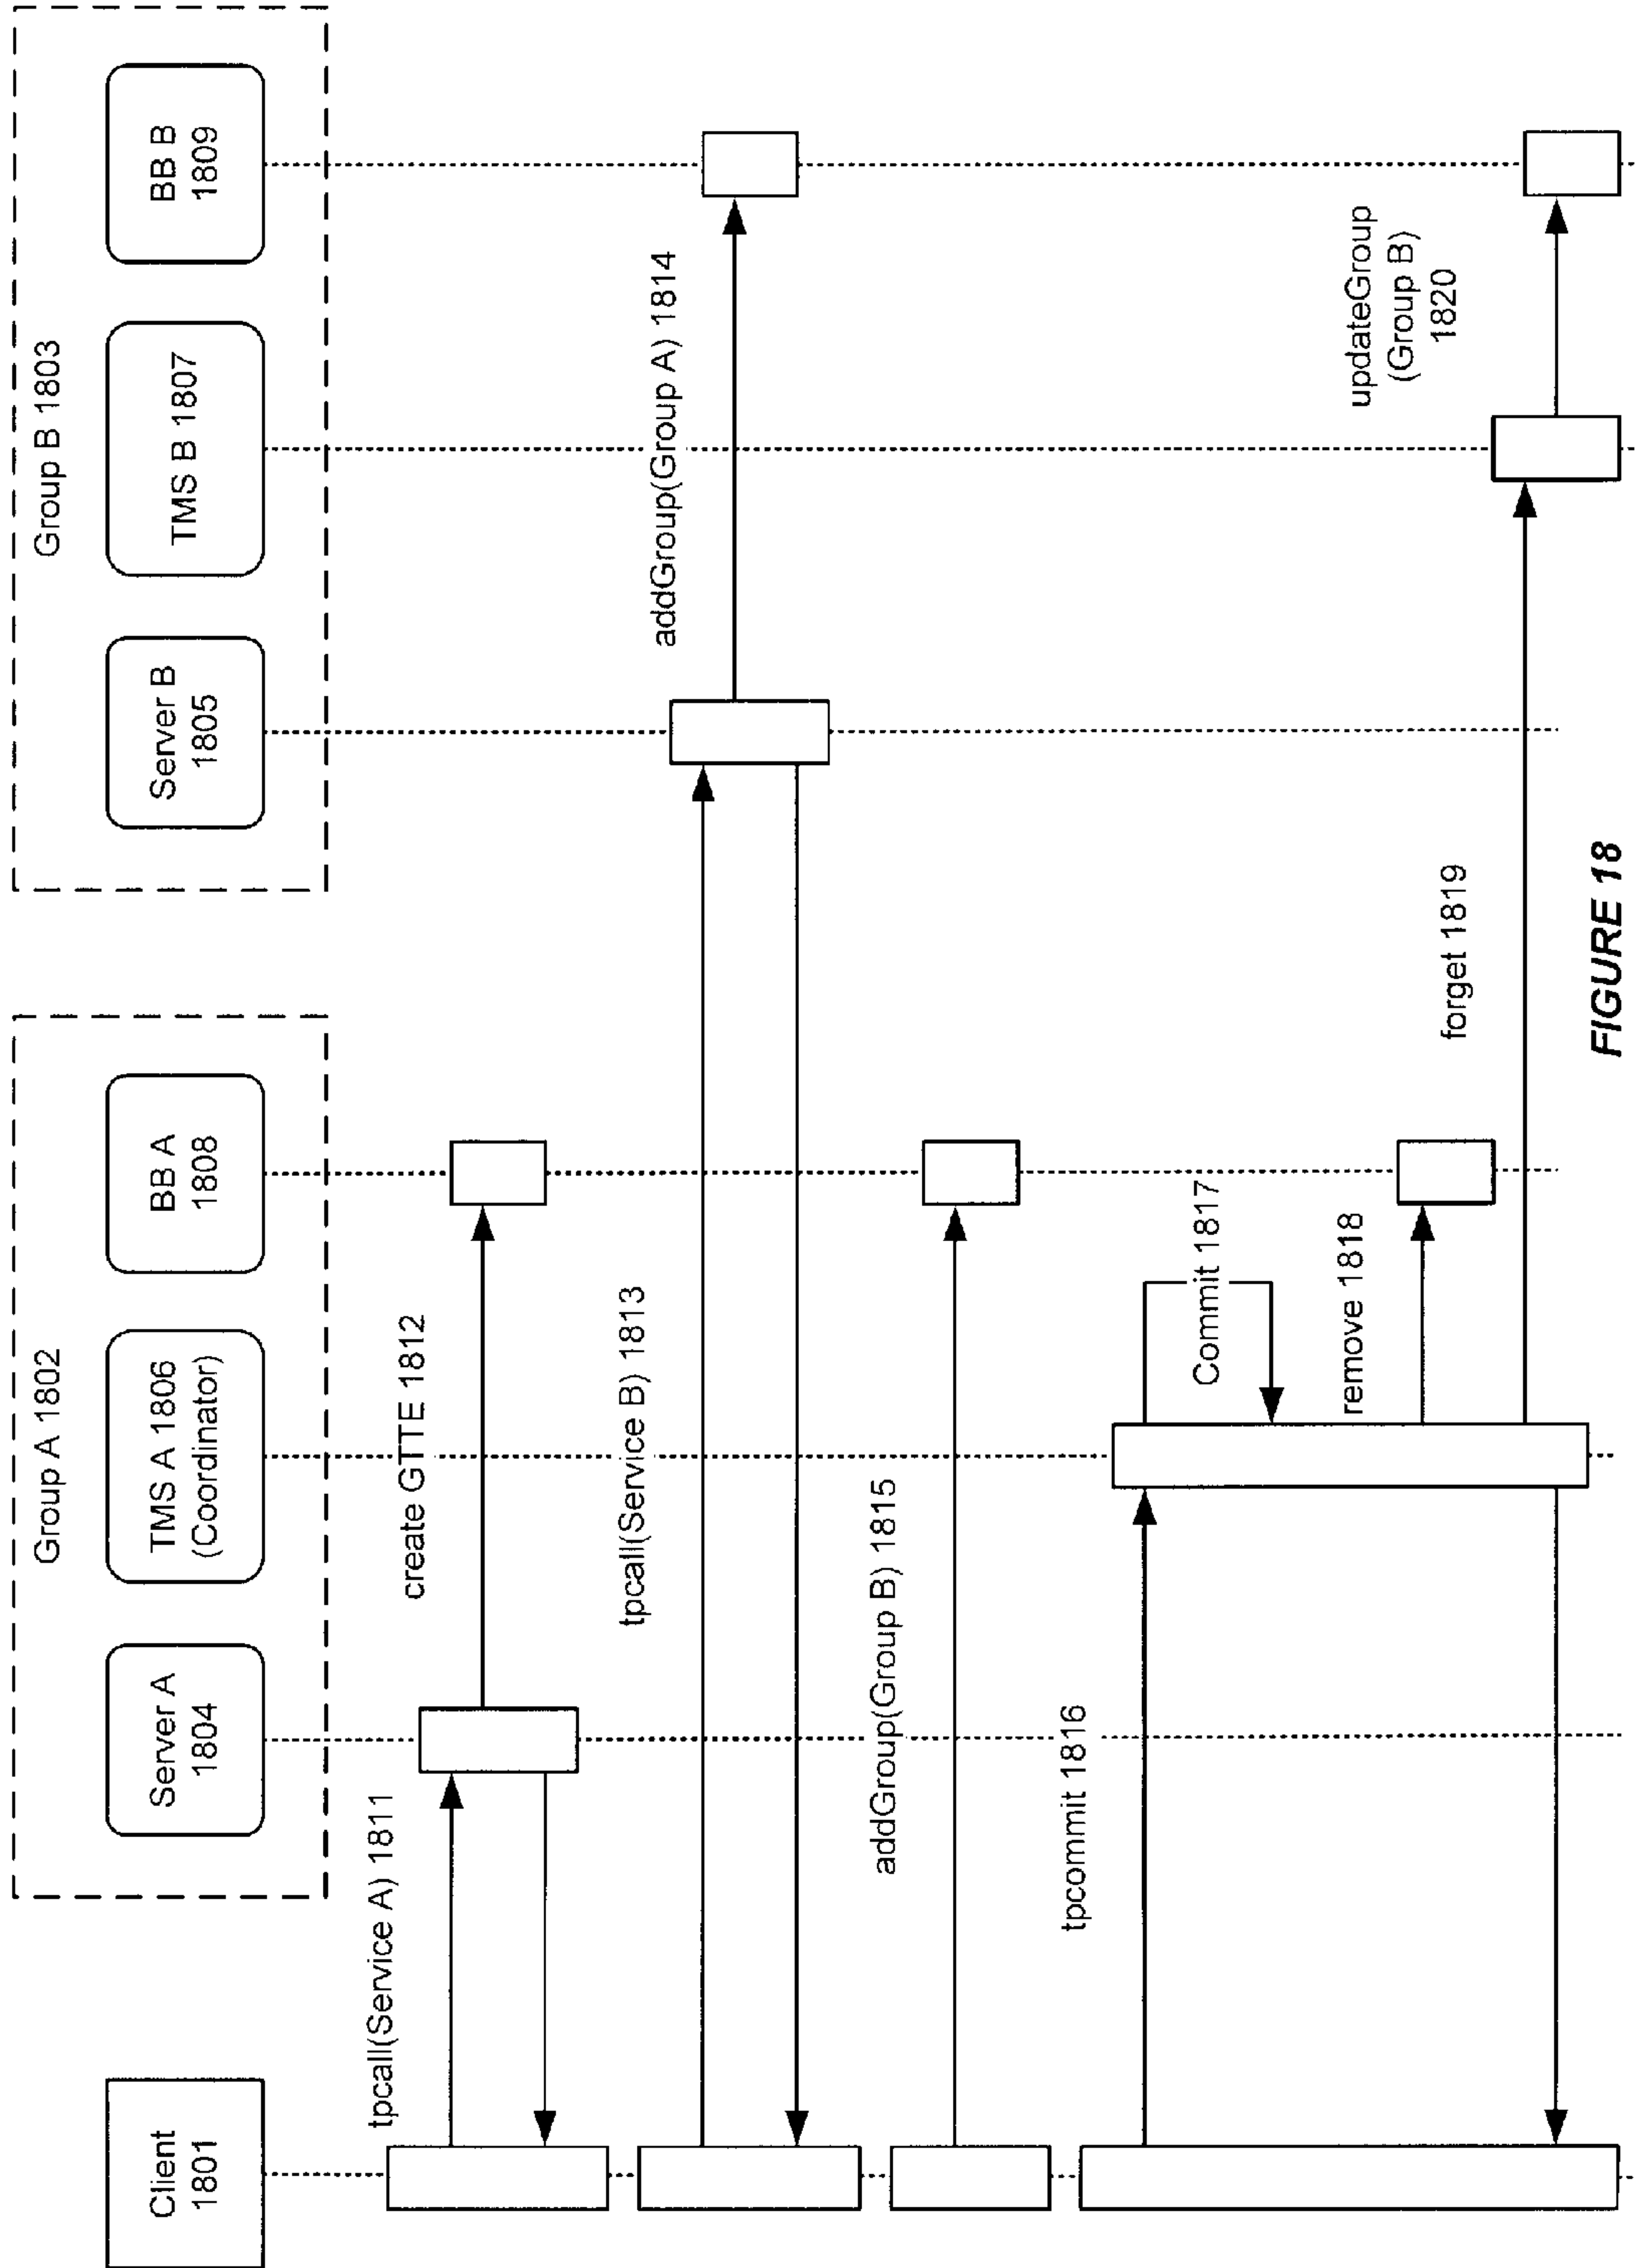 Group A 1802
Group B 1803
Client
1801
Server A
1804
TMS A 1806
(Coordinator)
BB A
1808
Server B
1805
TMS B 1807
BB B
1809
tpcall(Service A) 1811
create GTTE 1812
tpcall(Service B) 1813
addGroup(Group A) 1814
addGroup(Group B) 1815
tpcommit 1816
Commit 1817
remove 1818
forget 1819
updateGroup
(Group B)
1820
FIGURE 18